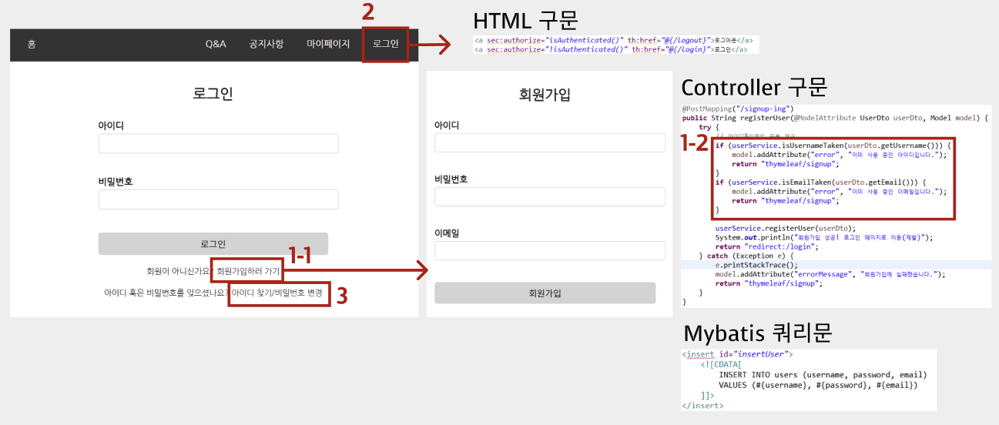 2
HTML 구문
<a sec:authorize="isAuthenticated()" th:href="@{/logout}">로그아웃</a>
<a sec:authorize="!isAuthenticated()" th:href="@{/login}">로그인</a>
홈 Q&A 공지사항 마이페이지 로그인
로그인
아이디
비밀번호
로그인
1-1
회원이 아니신가요? 회원가입하러 가기
아이디 혹은 비밀번호를 잊으셨나요? 아이디 찾기/비밀번호 변경
3
회원가입
아이디
비밀번호
이메일
회원가입
Controller 구문
@PostMapping("/signup-ing")
public String registerUser(@ModelAttribute UserDto userDto, Model model) {
try {
1-2
if (userService.isUsernameTaken(userDto.getUsername())) {
model.addAttribute("error", "이미 사용 중인 아이디입니다.");
return "thymeleaf/signup";
}
if (userService.isEmailTaken(userDto.getEmail())) {
model.addAttribute("error", "이미 사용 중인 이메일입니다.");
return "thymeleaf/signup";
}
userService.registerUser(userDto);
System.out.println("회원가입 성공! 로그인 페이지로 이동(제발)");
return "redirect:/login";
} catch (Exception e) {
e.printStackTrace();
model.addAttribute("errorMessage", "회원가입에 실패했습니다.");
return "thymeleaf/signup";
}
}
Mybatis 쿼리문
<insert id="insertUser">
<![CDATA[
INSERT INTO users (username, password, email)
VALUES (#{username}, #{password}, #{email})
]]>
</insert>